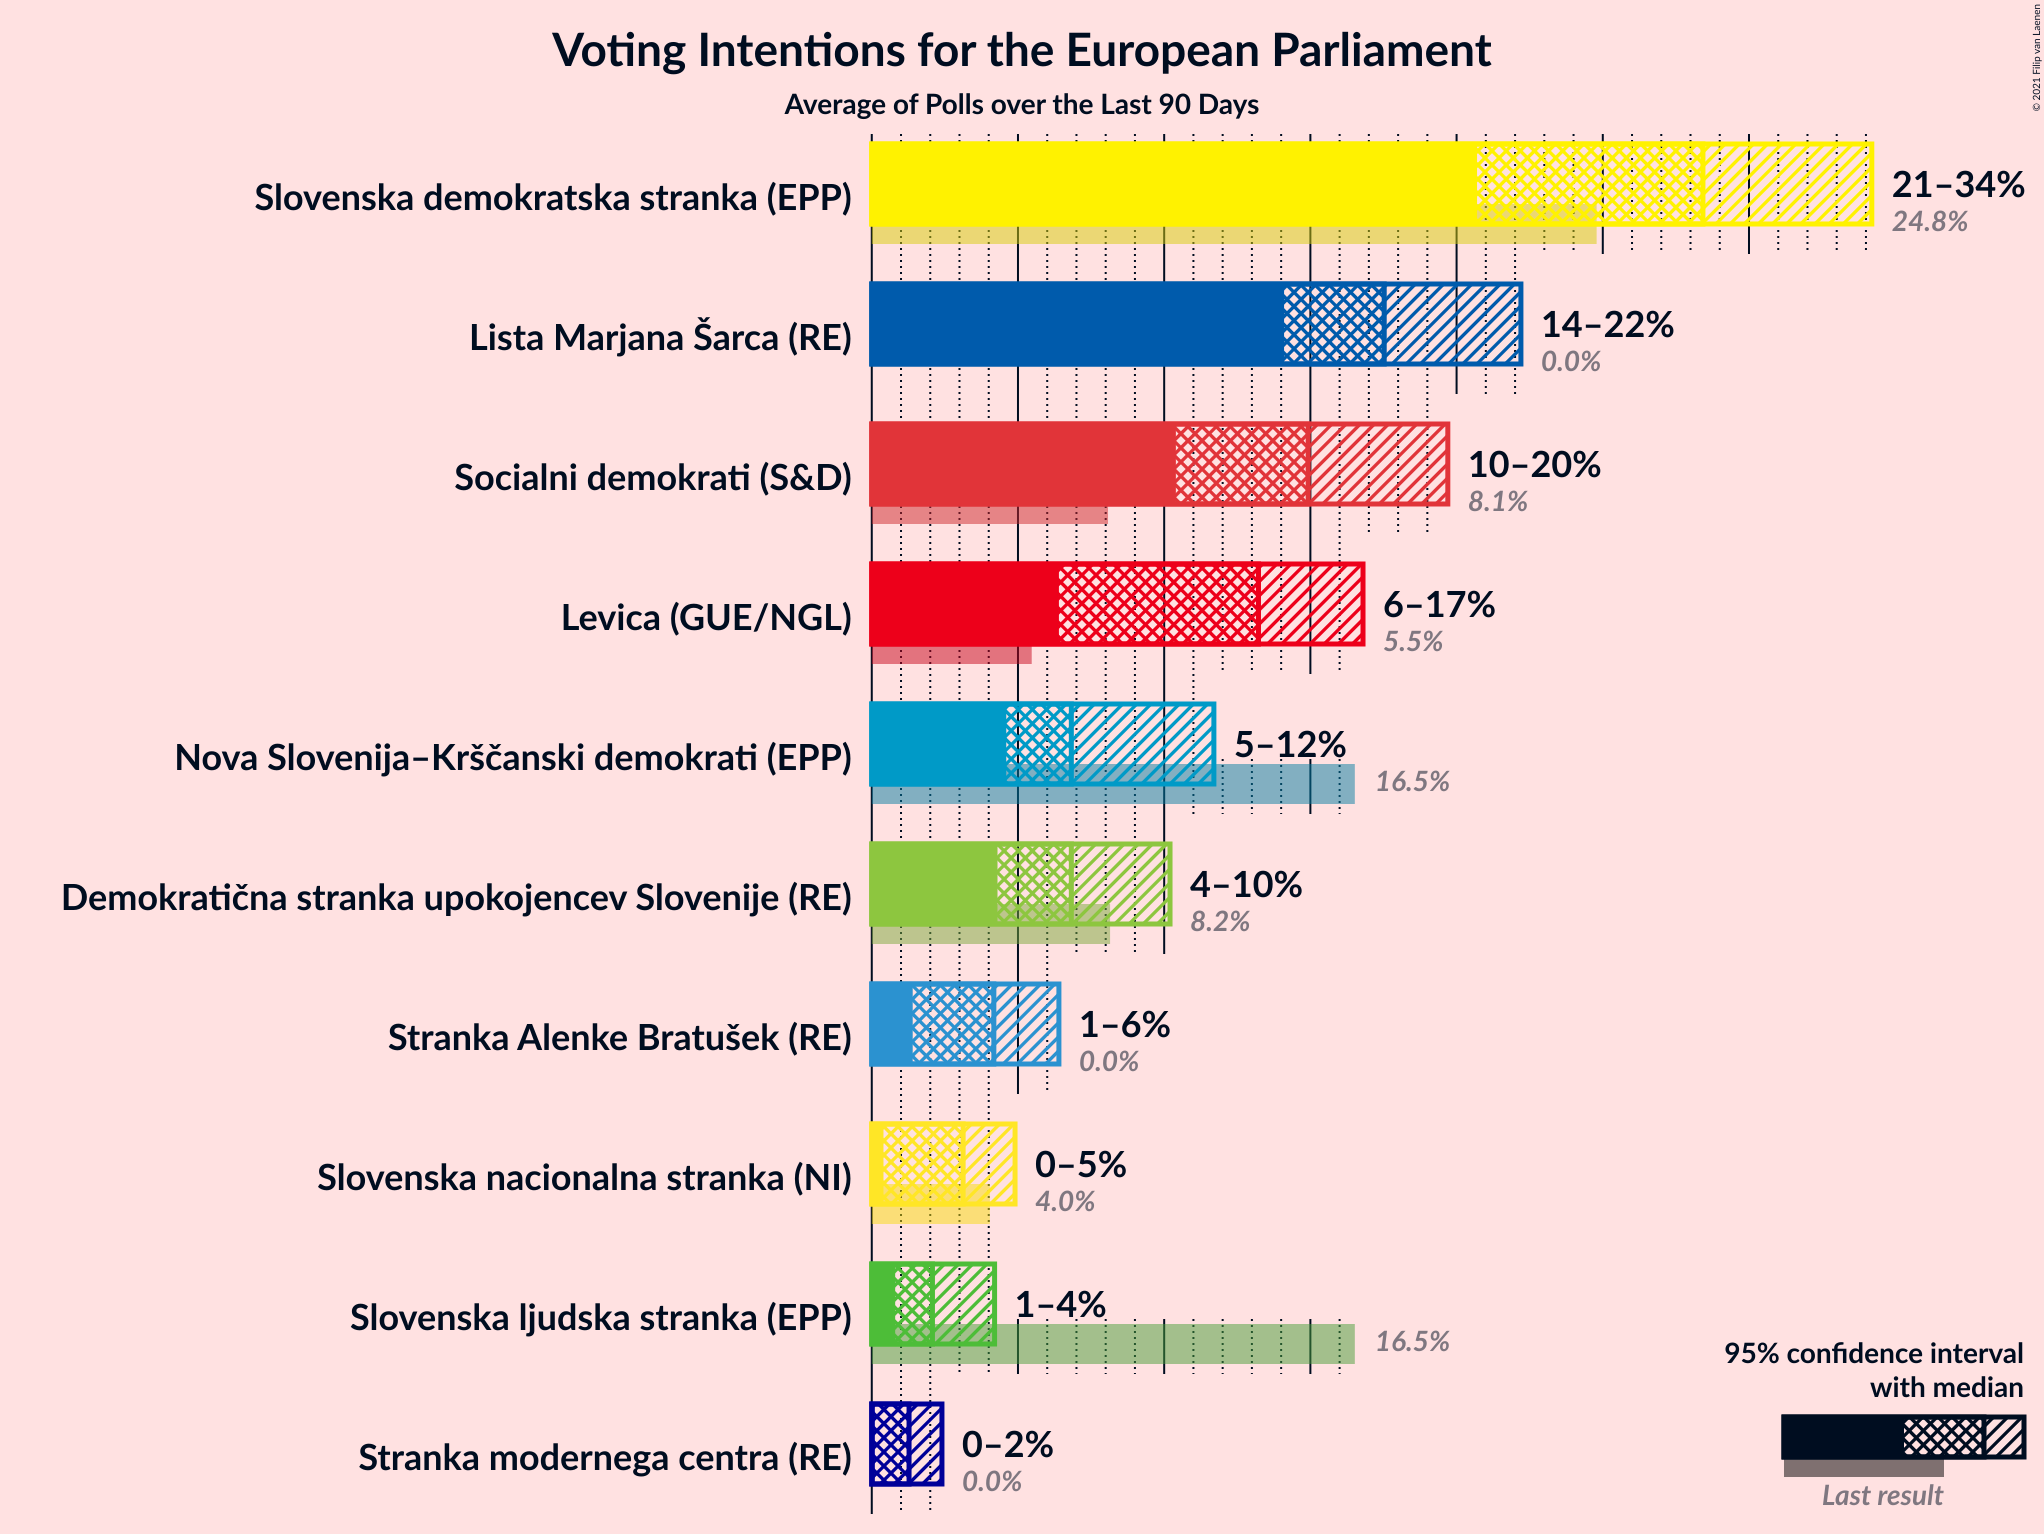 Voting Intentions for the European Parliament
Average of Polls over the Last 90 Days
© 2021 Filip van Laenen
Slovenska demokratska stranka (EPP)
21–34%
24.8%
Lista Marjana Šarca (RE)
14–22%
0.0%
Socialni demokrati (S&D)
10–20%
8.1%
Levica (GUE/NGL)
6–17%
5.5%
Nova Slovenija–Krščanski demokrati (EPP)
5–12%
16.5%
Demokratična stranka upokojencev Slovenije (RE)
4–10%
8.2%
Stranka Alenke Bratušek (RE)
1–6%
0.0%
Slovenska nacionalna stranka (NI)
0–5%
4.0%
Slovenska ljudska stranka (EPP)
1–4%
16.5%
Stranka modernega centra (RE)
0–2%
0.0%
95% confidence interval
with median
Last result